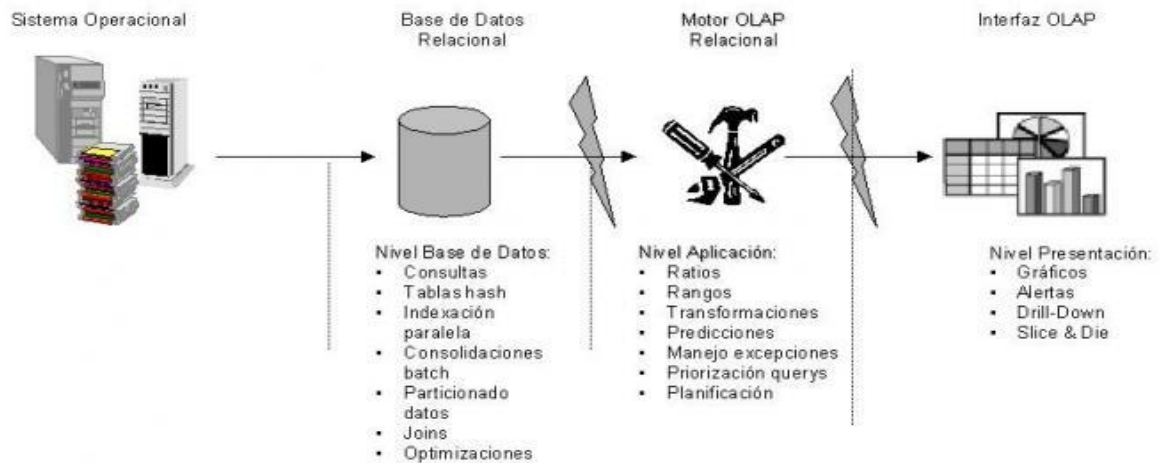 Sistema Operacional
Base de Datos
Relacional
Motor OLAP
Relacional
Interfaz OLAP
Nivel Base de Datos:
▪ Consultas
▪ Tablas hash
▪ Indexación
paralela
▪ Consolidaciones
batch
▪ Particionado
datos
▪ Joins
▪ Optimizaciones
Nivel Aplicación:
▪ Ratios
▪ Rangos
▪ Transformaciones
▪ Predicciones
▪ Manejo excepciones
▪ Priorización querys
▪ Planificación
Nivel Presentación:
▪ Gráficos
▪ Alertas
▪ Drill-Down
▪ Slice & Die